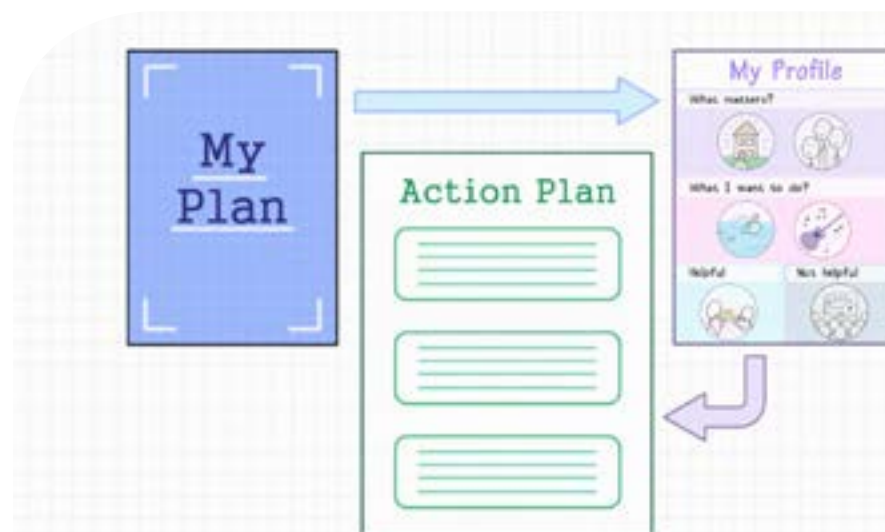 My
Plan
My Profile
What matters?
What I want to do?
Helpful
Not helpful
Action Plan